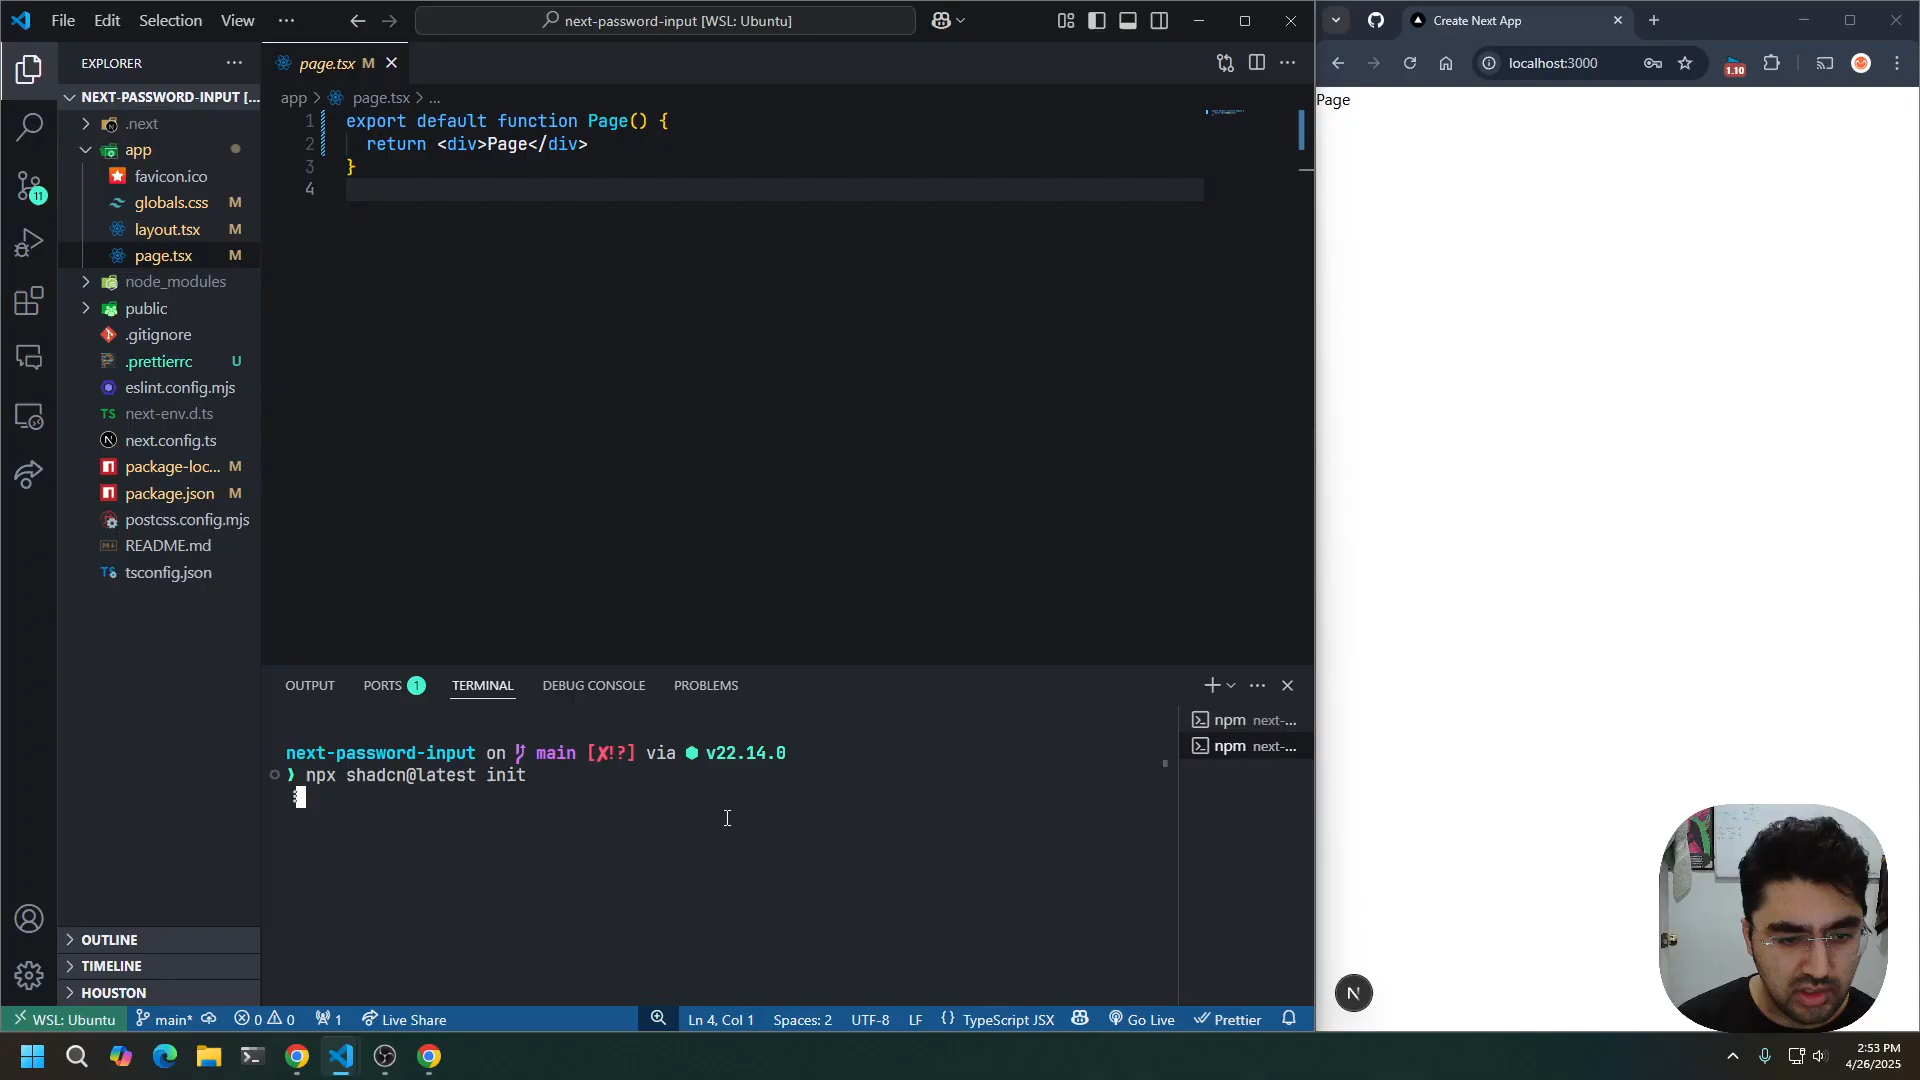 File Edit Selection View
next-password-input [WSL: Ubuntu]
EXPLORER
NEXT-PASSWORD-INPUT [...
.next
app
favicon.ico
globals.css M
layout.tsx M
page.tsx M
node_modules
public
.gitignore
.prettierrc U
eslint.config.mjs
TS next-env.d.ts
N next.config.ts
package-loc... M
package.json M
postcss.config.mjs
README.md
TS tsconfig.json
OUTLINE
TIMELINE
HOUSTON
11
page.tsx M
app > page.tsx > ...
1 export default function Page() {
2 return <div>Page</div>
3 }
4
OUTPUT PORTS 1 TERMINAL DEBUG CONSOLE PROBLEMS
next-password-input on main [✘!?] via v22.14.0
❯ npx shadcn@latest init
npm next-...
npm next-...
WSL: Ubuntu main* 0 0 1 Live Share Ln 4, Col 1 Spaces: 2 UTF-8 LF {} TypeScript JSX Go Live Prettier
Create Next App
localhost:3000
1.10
Page
N
2:53 PM
4/26/2025